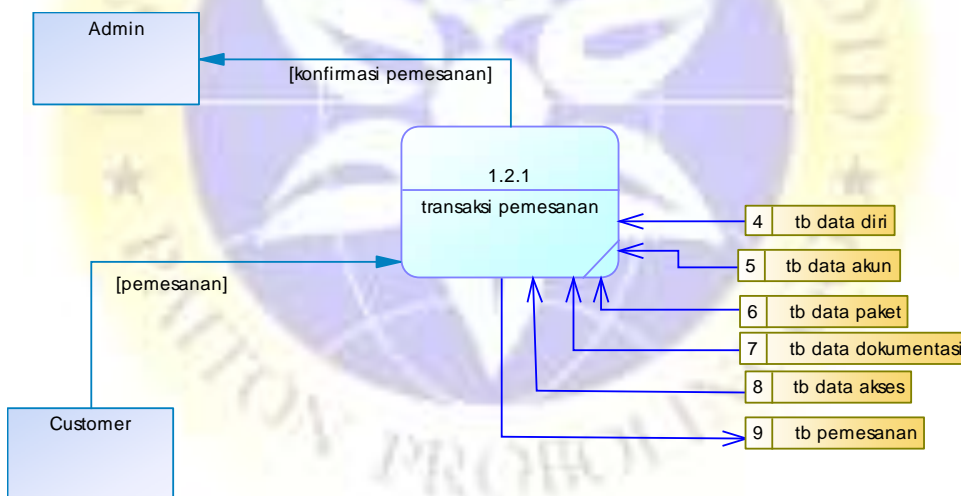 Admin
[konfirmasi pemesanan]
1.2.1
transaksi pemesanan
4 tb data diri
5 tb data akun
[pemesanan]
6 tb data paket
7 tb data dokumentasi
8 tb data akses
Customer
9 tb pemesanan